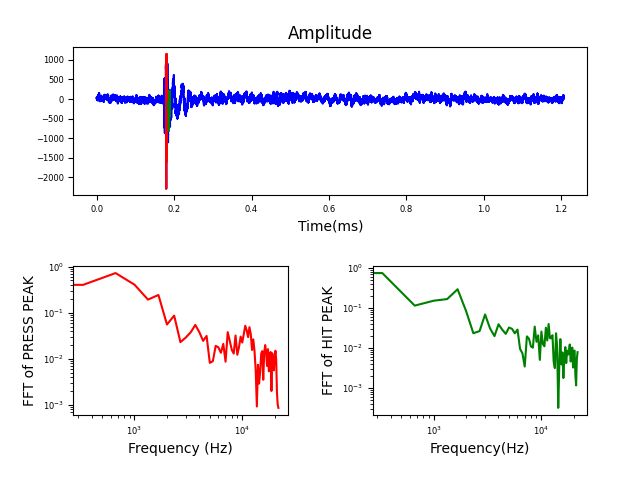 Amplitude
1000
500
0
−500
−1000
−1500
−2000
0.0 0.2 0.4 0.6 0.8 1.0 1.2
Time(ms)
FFT of PRESS PEAK
10⁰
10⁻¹
10⁻²
10⁻³
10³ 10⁴
Frequency (Hz)
FFT of HIT PEAK
10⁰
10⁻¹
10⁻²
10⁻³
10³ 10⁴
Frequency(Hz)